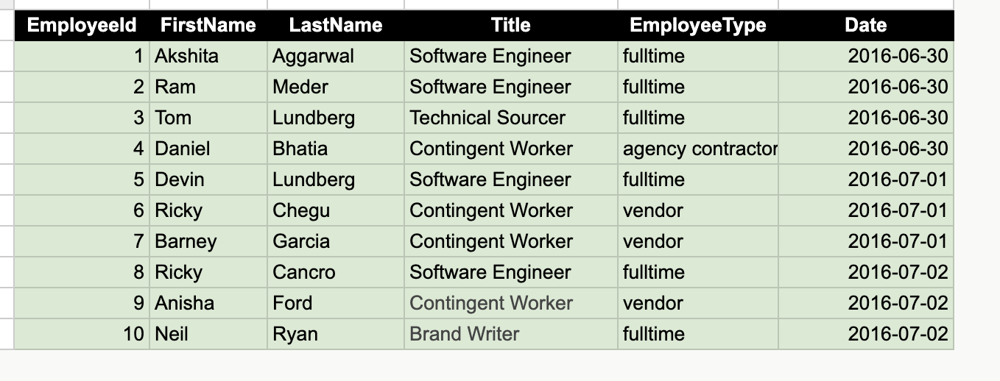 EmployeeId FirstName LastName Title EmployeeType Date
1 Akshita Aggarwal Software Engineer fulltime 2016-06-30
2 Ram Meder Software Engineer fulltime 2016-06-30
3 Tom Lundberg Technical Sourcer fulltime 2016-06-30
4 Daniel Bhatia Contingent Worker agency contractor 2016-06-30
5 Devin Lundberg Software Engineer fulltime 2016-07-01
6 Ricky Chegu Contingent Worker vendor 2016-07-01
7 Barney Garcia Contingent Worker vendor 2016-07-01
8 Ricky Cancro Software Engineer fulltime 2016-07-02
9 Anisha Ford Contingent Worker vendor 2016-07-02
10 Neil Ryan Brand Writer fulltime 2016-07-02